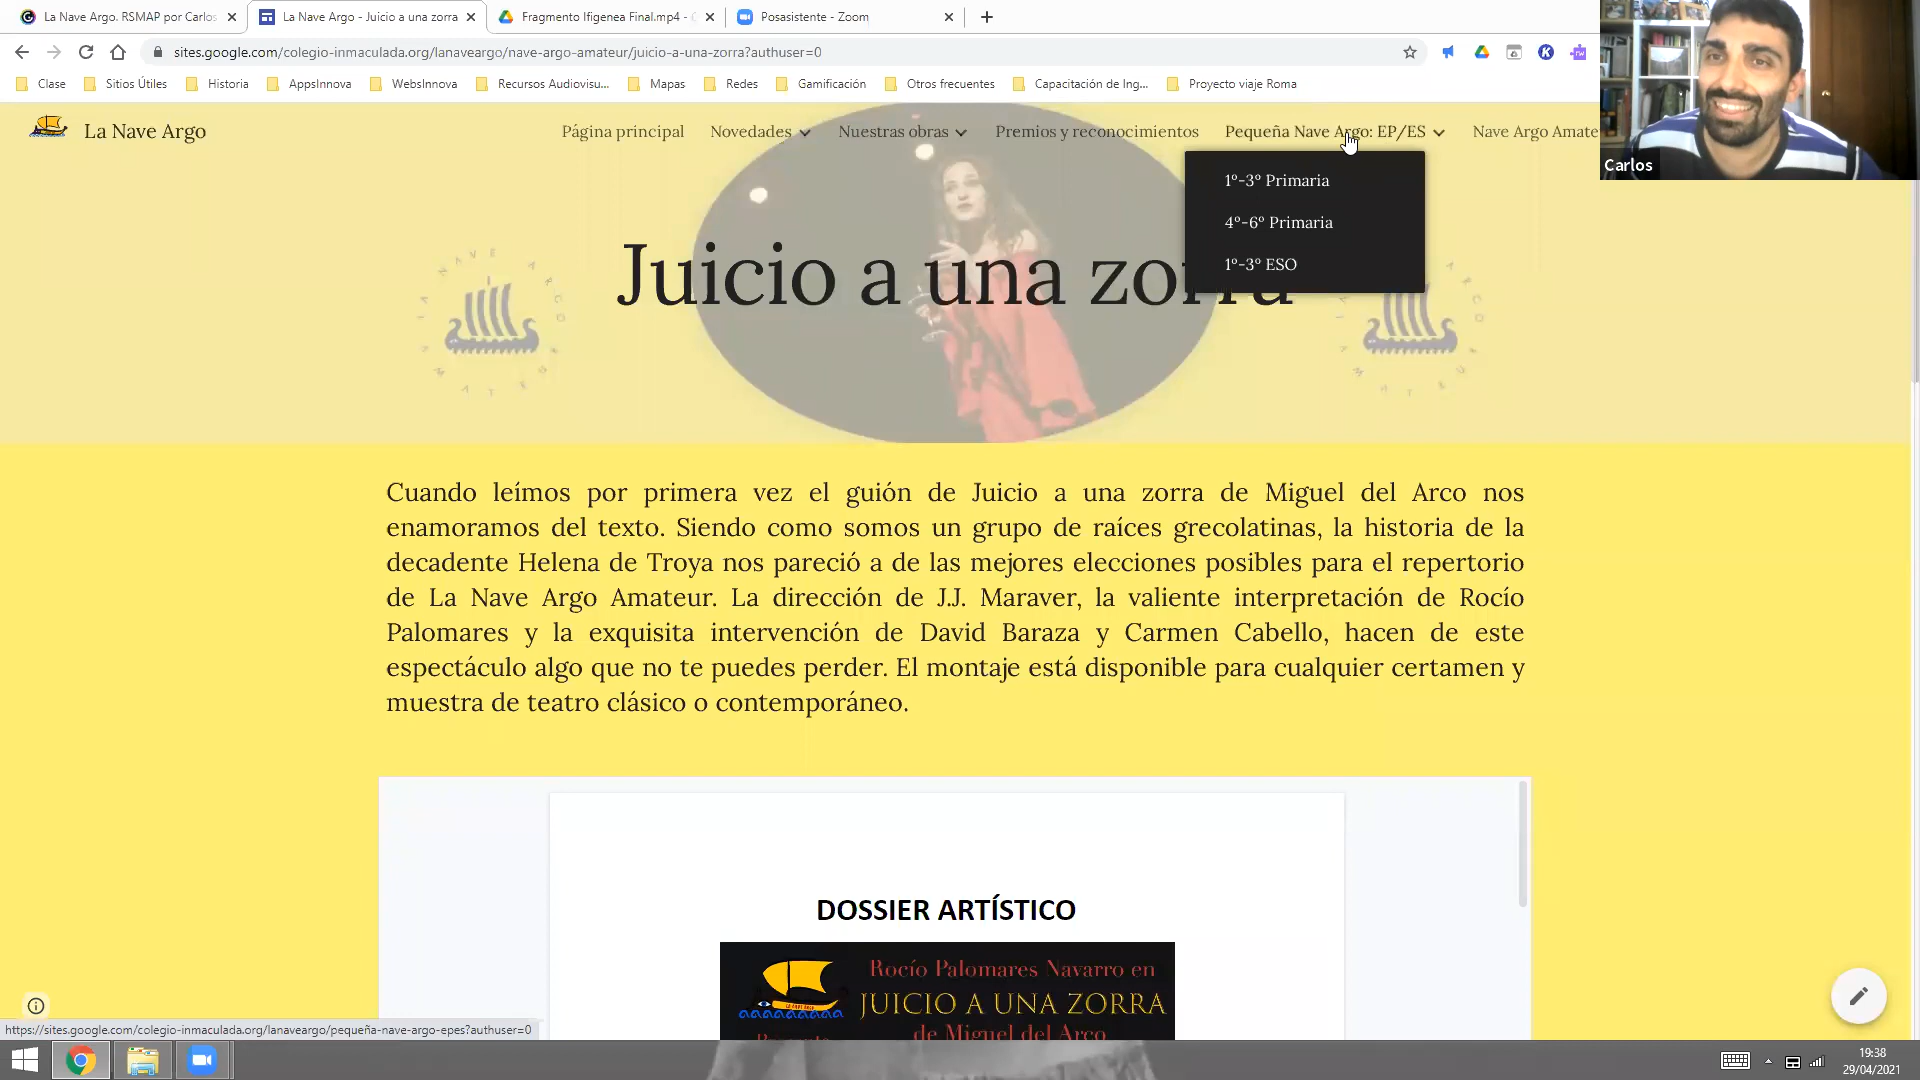 La Nave Argo. RSMAP por Carlos
La Nave Argo - Juicio a una zorra
Fragmento Ifigenea Final.mp4 -
Posasistente - Zoom
sites.google.com/colegio-inmaculada.org/lanaveargo/nave-argo-amateur/juicio-a-una-zorra?authuser=0
Clase
Sitios Útiles
Historia
AppsInnova
WebsInnova
Recursos Audiovisu...
Mapas
Redes
Gamificación
Otros frecuentes
Capacitación de Ing...
Proyecto viaje Roma
La Nave Argo
Página principal
Novedades
Nuestras obras
Premios y reconocimientos
Pequeña Nave Argo: EP/ES
Nave Argo Amate
Carlos
1º-3º Primaria
4º-6º Primaria
1º-3º ESO
Juicio a una zorra
Cuando leímos por primera vez el guión de Juicio a una zorra de Miguel del Arco nos
enamoramos del texto. Siendo como somos un grupo de raíces grecolatinas, la historia de la
decadente Helena de Troya nos pareció a de las mejores elecciones posibles para el repertorio
de La Nave Argo Amateur. La dirección de J.J. Maraver, la valiente interpretación de Rocío
Palomares y la exquisita intervención de David Baraza y Carmen Cabello, hacen de este
espectáculo algo que no te puedes perder. El montaje está disponible para cualquier certamen y
muestra de teatro clásico o contemporáneo.
DOSSIER ARTÍSTICO
Rocío Palomares Navarro en
JUICIO A UNA ZORRA
de Miguel del Arco
https://sites.google.com/colegio-inmaculada.org/lanaveargo/pequeña-nave-argo-epes?authuser=0
19:38
29/04/2021